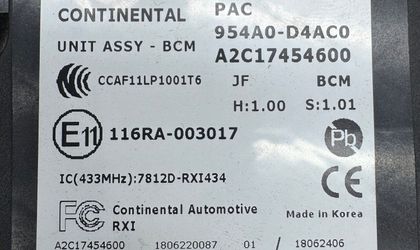 CONTINENTAL PAC
954A0-D4AC0
UNIT ASSY - BCM A2C17454600
CCAF11LP1001T6 JF BCM
H:1.00 S:1.01
E11 116RA-003017 Pb
IC(433MHz):7812D-RXI434 CE
FC Continental Automotive Made in Korea
RXI
A2C17454600 1806220087 01 / 18062406